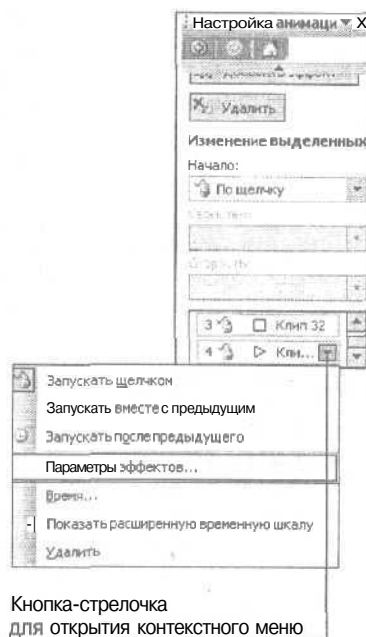 Настройка анимаци
Удалить
Изменение выделенных
Начало:
По щелчку
3 Клип 32
4 Кли...
Запускать щелчком
Запускать вместе с предыдущим
Запускать после предыдущего
Параметры эффектов...
Время...
Показать расширенную временную шкалу
Удалить
Кнопка-стрелочка
для открытия контекстного меню